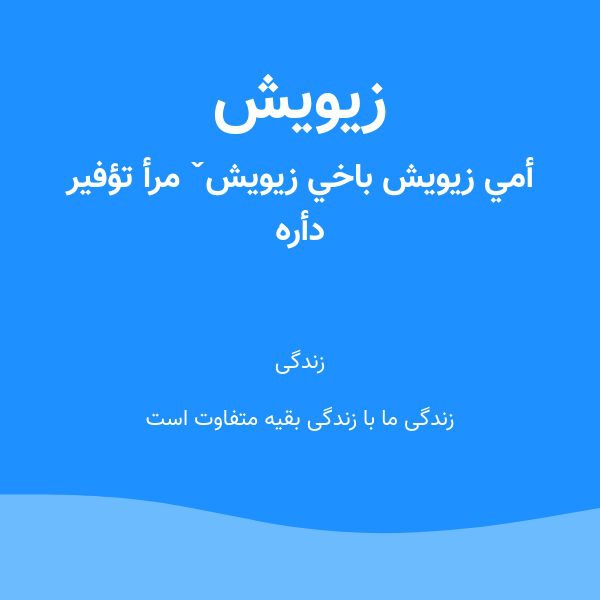 زيويش
أمي زيويش باخي زيويشˇ مرأ تؤفير
دأره
زندگی
زندگی ما با زندگی بقیه متفاوت است